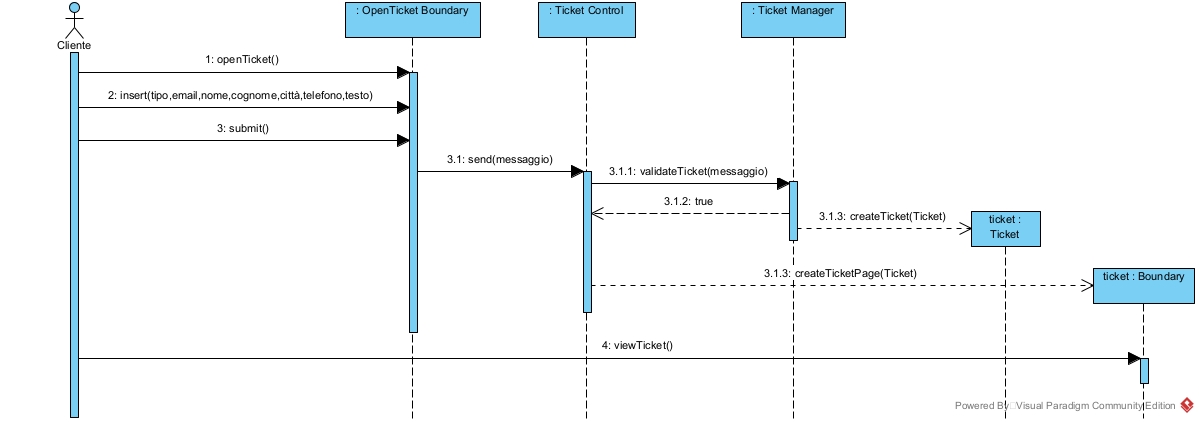 : OpenTicket Boundary
: Ticket Control
: Ticket Manager
Cliente
1: openTicket()
2: insert(tipo,email,nome,cognome,città,telefono,testo)
3: submit()
3.1: send(messaggio)
3.1.1: validateTicket(messaggio)
3.1.2: true
3.1.3: createTicket(Ticket)
ticket :
Ticket
3.1.3: createTicketPage(Ticket)
ticket : Boundary
4: viewTicket()
Powered By Visual Paradigm Community Edition